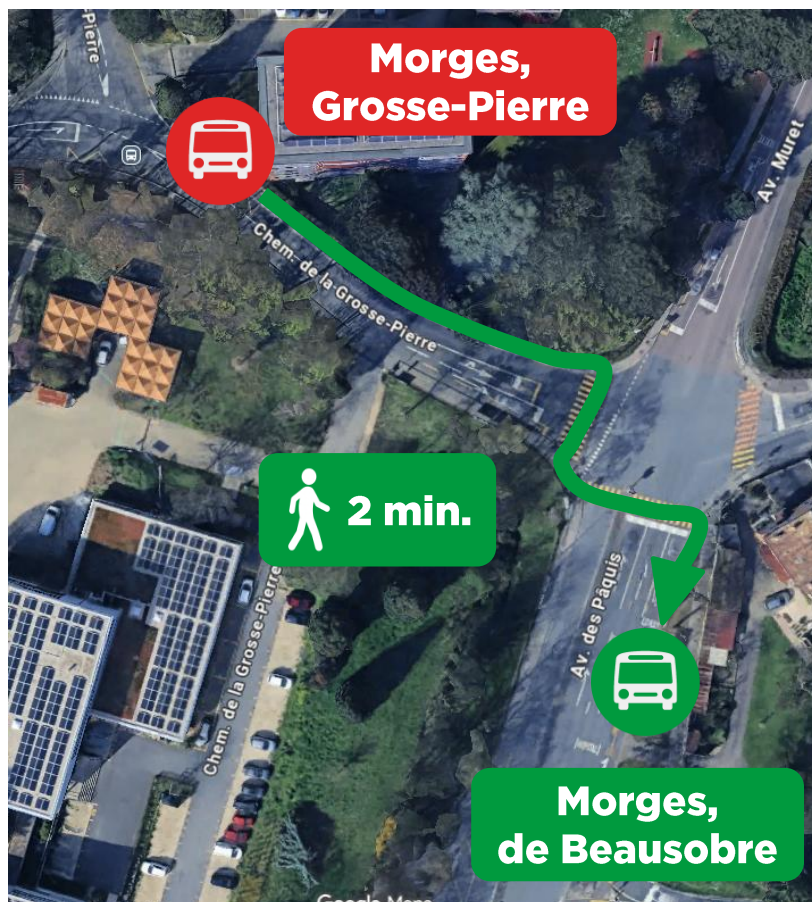 -Pierre
Morges,
Grosse-Pierre
Av. Muret
Chem. de la Grosse-Pierre
2 min.
Chem. de la Grosse-Pierre
Av. des Pâquis
Morges,
de Beausobre